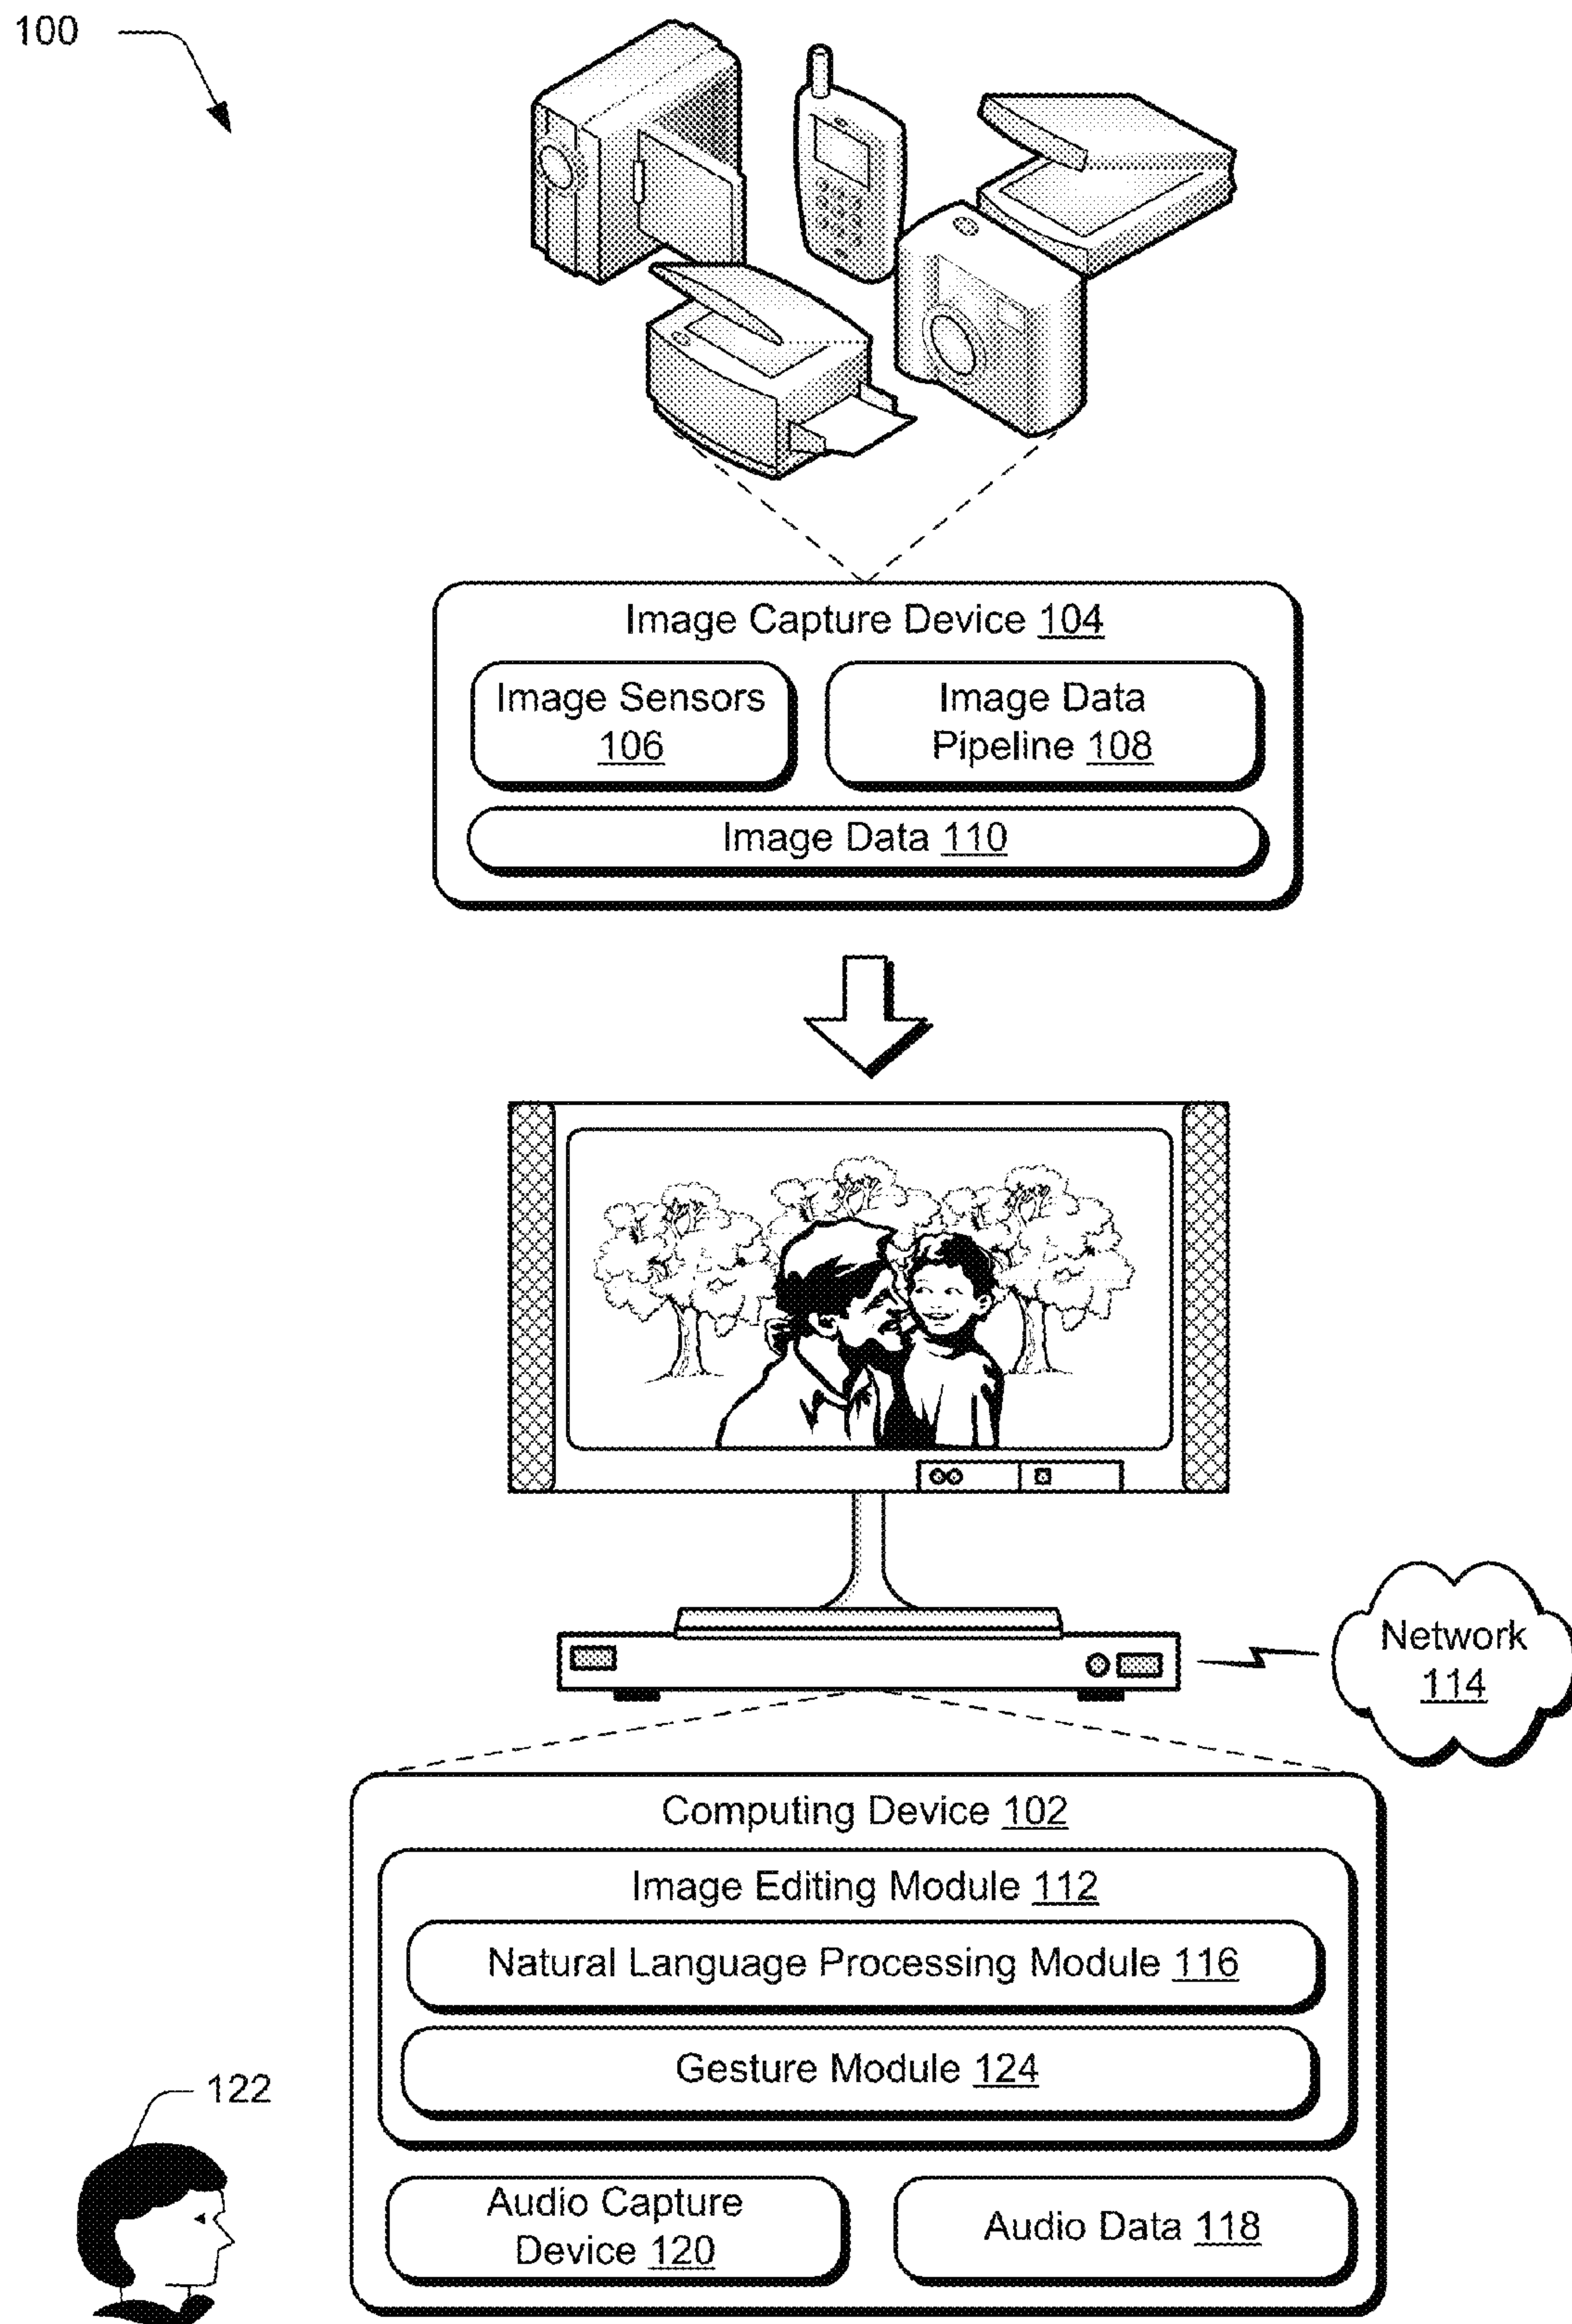 100
Image Capture Device 104
Image Sensors
106
Image Data
Pipeline 108
Image Data 110
Network
114
Computing Device 102
Image Editing Module 112
Natural Language Processing Module 116
Gesture Module 124
122
Audio Capture
Device 120
Audio Data 118